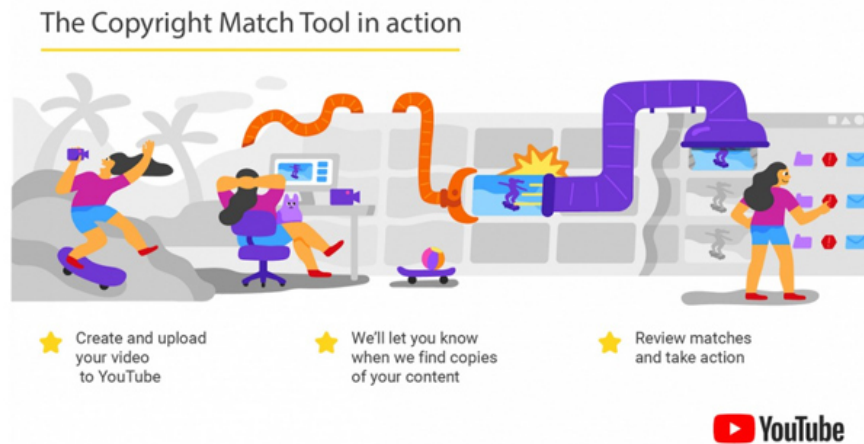 The Copyright Match Tool in action
Create and upload
your video
to YouTube
We'll let you know
when we find copies
of your content
Review matches
and take action
YouTube